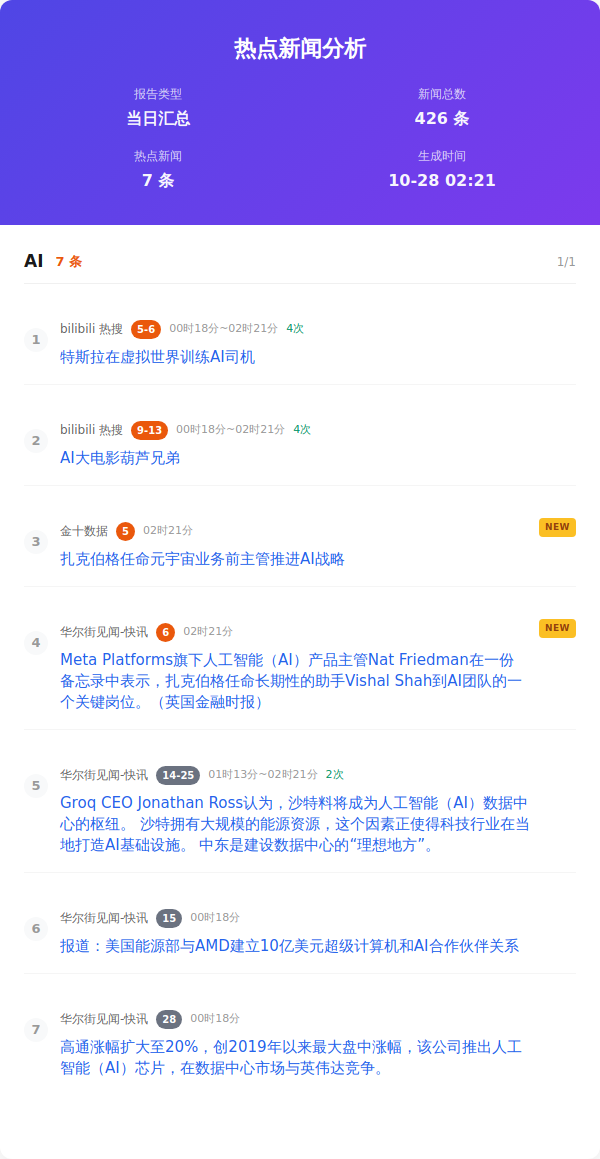 热点新闻分析
报告类型
新闻总数
当日汇总
426 条
热点新闻
生成时间
7 条
10-28 02:21
AI 7 条 1/1
1 bilibili 热搜 5-6 00时18分~02时21分 4次
特斯拉在虚拟世界训练AI司机
2 bilibili 热搜 9-13 00时18分~02时21分 4次
AI大电影葫芦兄弟
3 金十数据 5 02时21分 NEW
扎克伯格任命元宇宙业务前主管推进AI战略
4 华尔街见闻-快讯 6 02时21分 NEW
Meta Platforms旗下人工智能（AI）产品主管Nat Friedman在一份
备忘录中表示，扎克伯格任命长期性的助手Vishal Shah到AI团队的一
个关键岗位。（英国金融时报）
5 华尔街见闻-快讯 14-25 01时13分~02时21分 2次
Groq CEO Jonathan Ross认为，沙特料将成为人工智能（AI）数据中
心的枢纽。 沙特拥有大规模的能源资源，这个因素正使得科技行业在当
地打造AI基础设施。 中东是建设数据中心的“理想地方”。
6 华尔街见闻-快讯 15 00时18分
报道：美国能源部与AMD建立10亿美元超级计算机和AI合作伙伴关系
7 华尔街见闻-快讯 28 00时18分
高通涨幅扩大至20%，创2019年以来最大盘中涨幅，该公司推出人工
智能（AI）芯片，在数据中心市场与英伟达竞争。